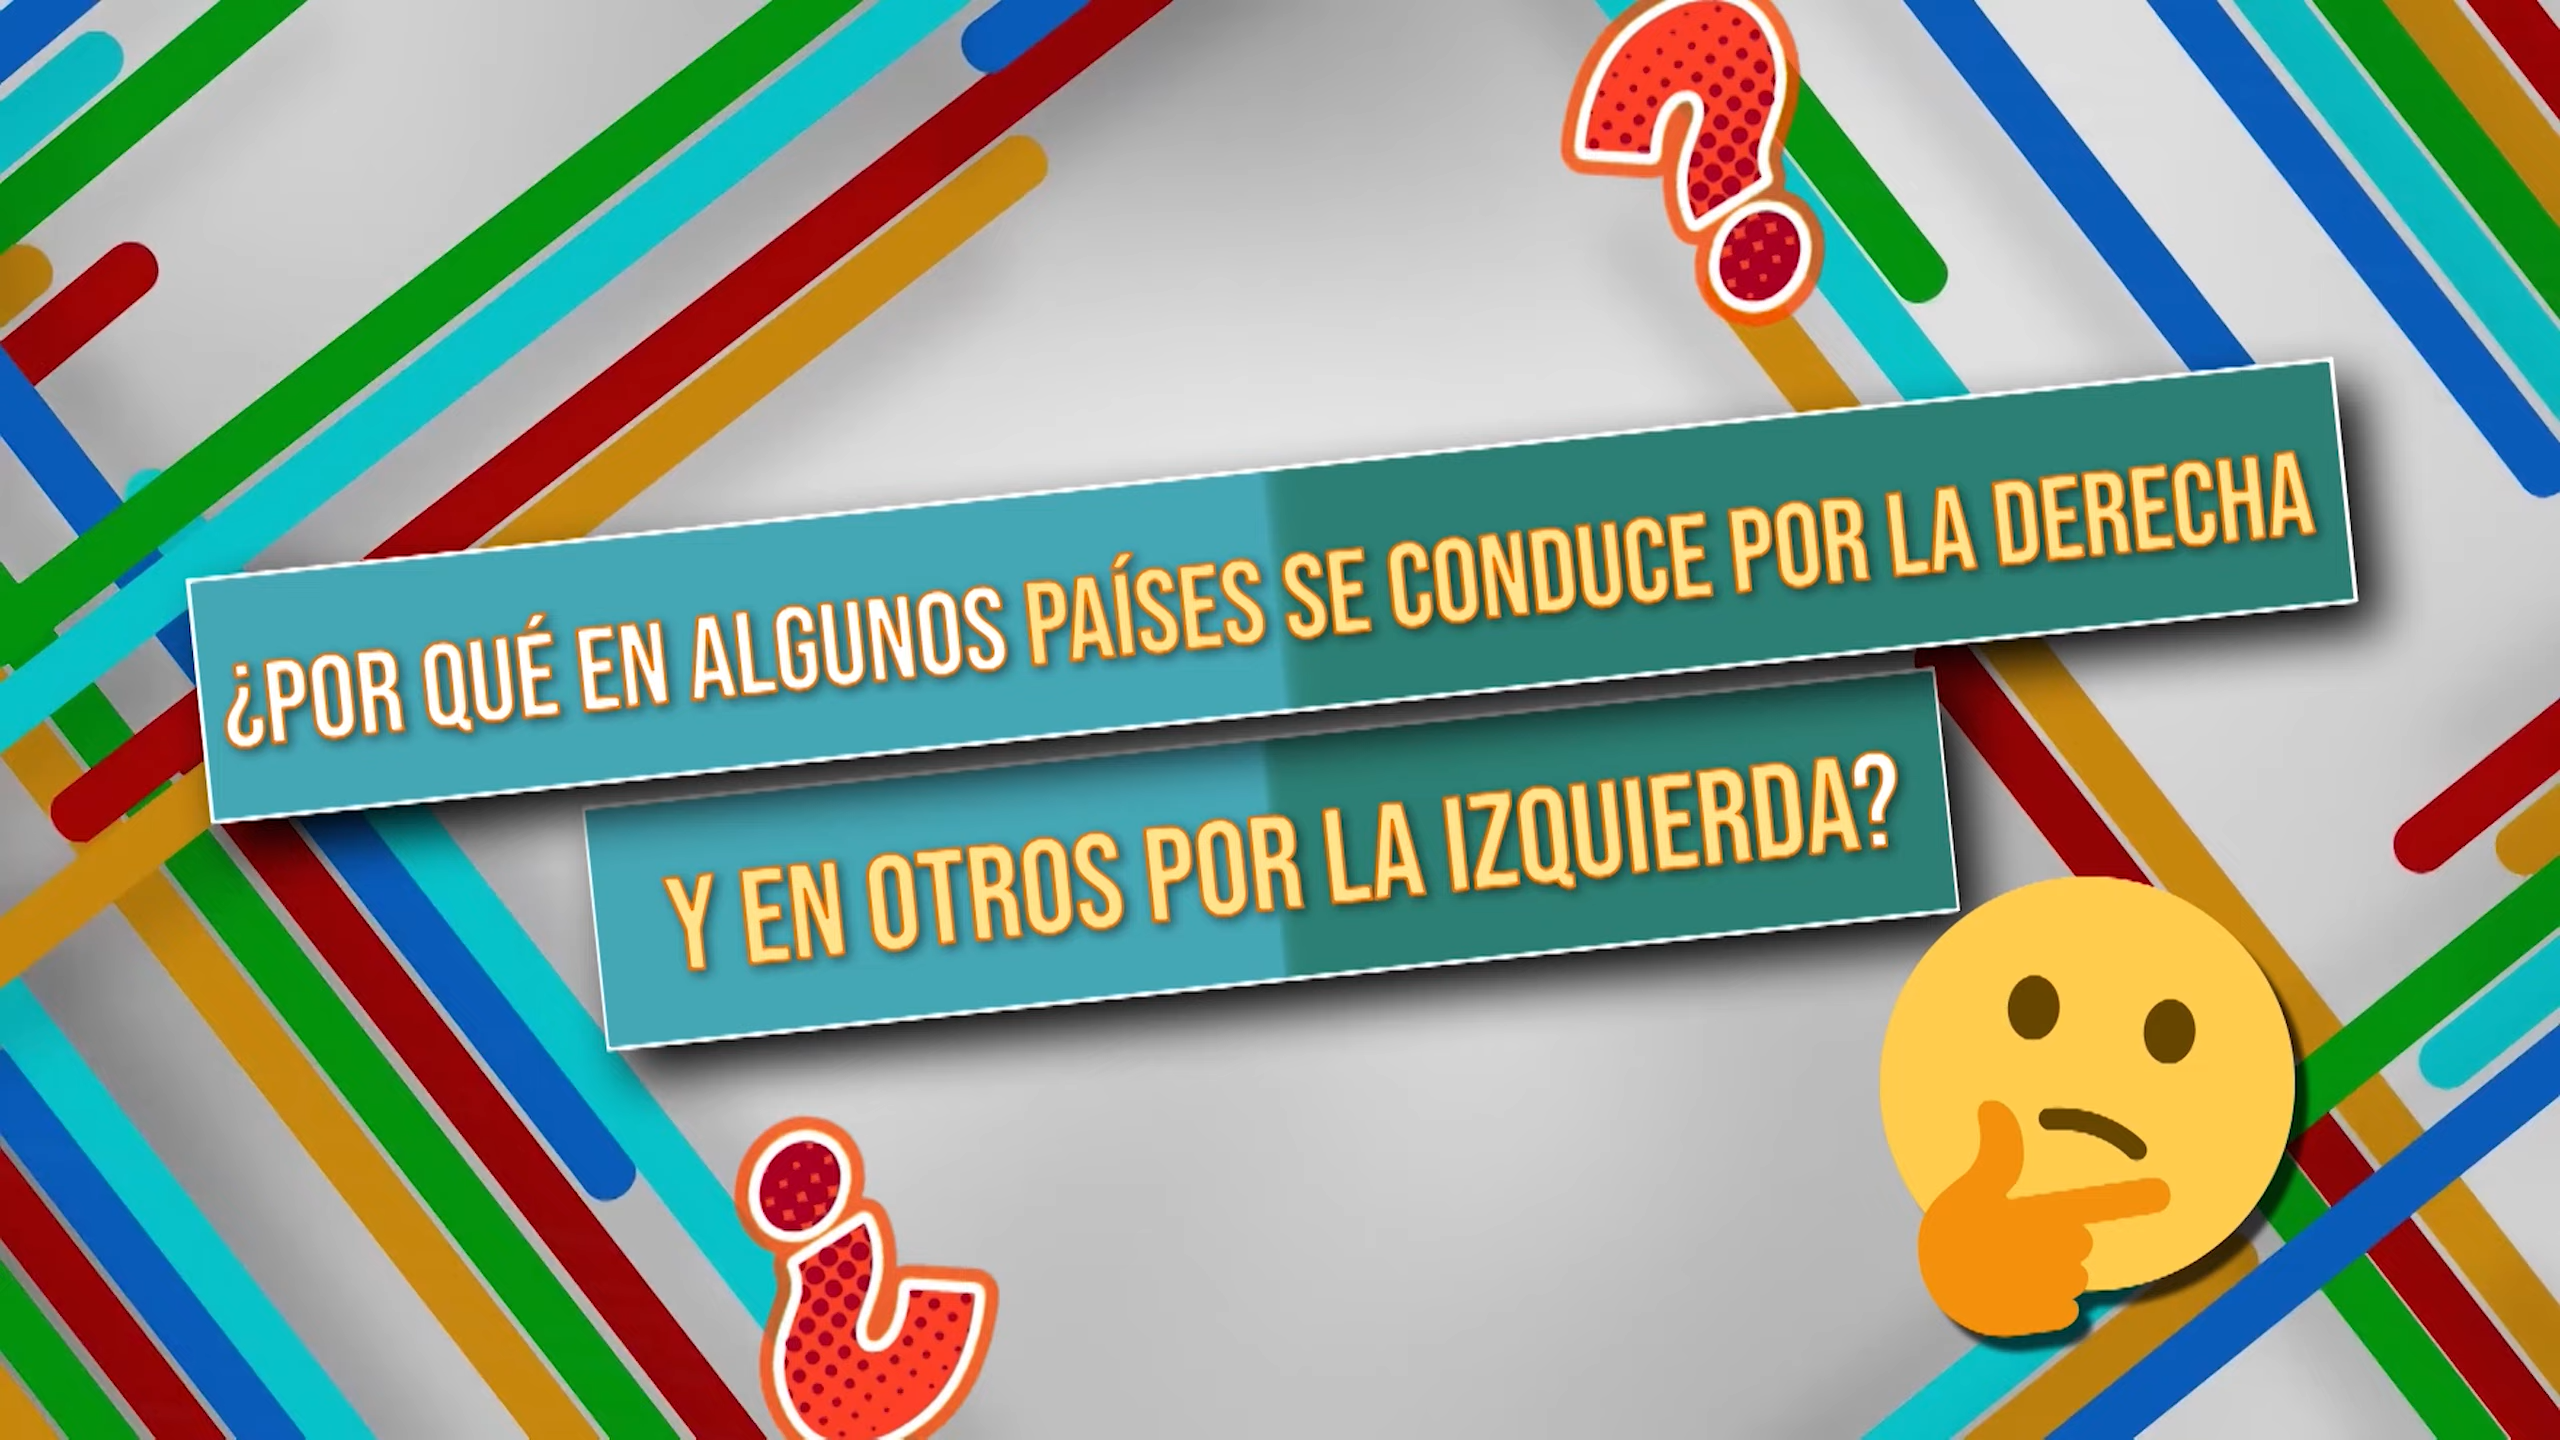 ¿POR QUÉ EN ALGUNOS PAÍSES SE CONDUCE POR LA DERECHA
Y EN OTROS POR LA IZQUIERDA?